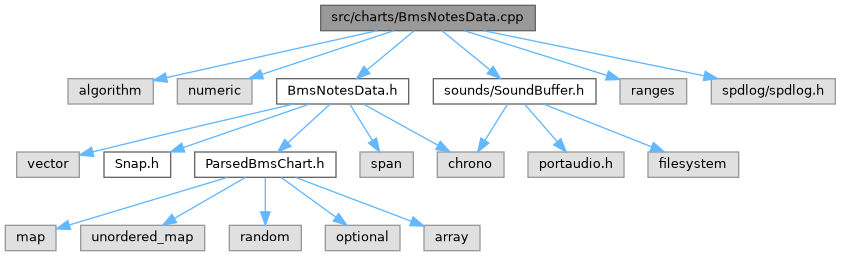 src/charts/BmsNotesData.cpp
algorithm
numeric
BmsNotesData.h
sounds/SoundBuffer.h
ranges
spdlog/spdlog.h
vector
Snap.h
ParsedBmsChart.h
span
chrono
portaudio.h
filesystem
map
unordered_map
random
optional
array